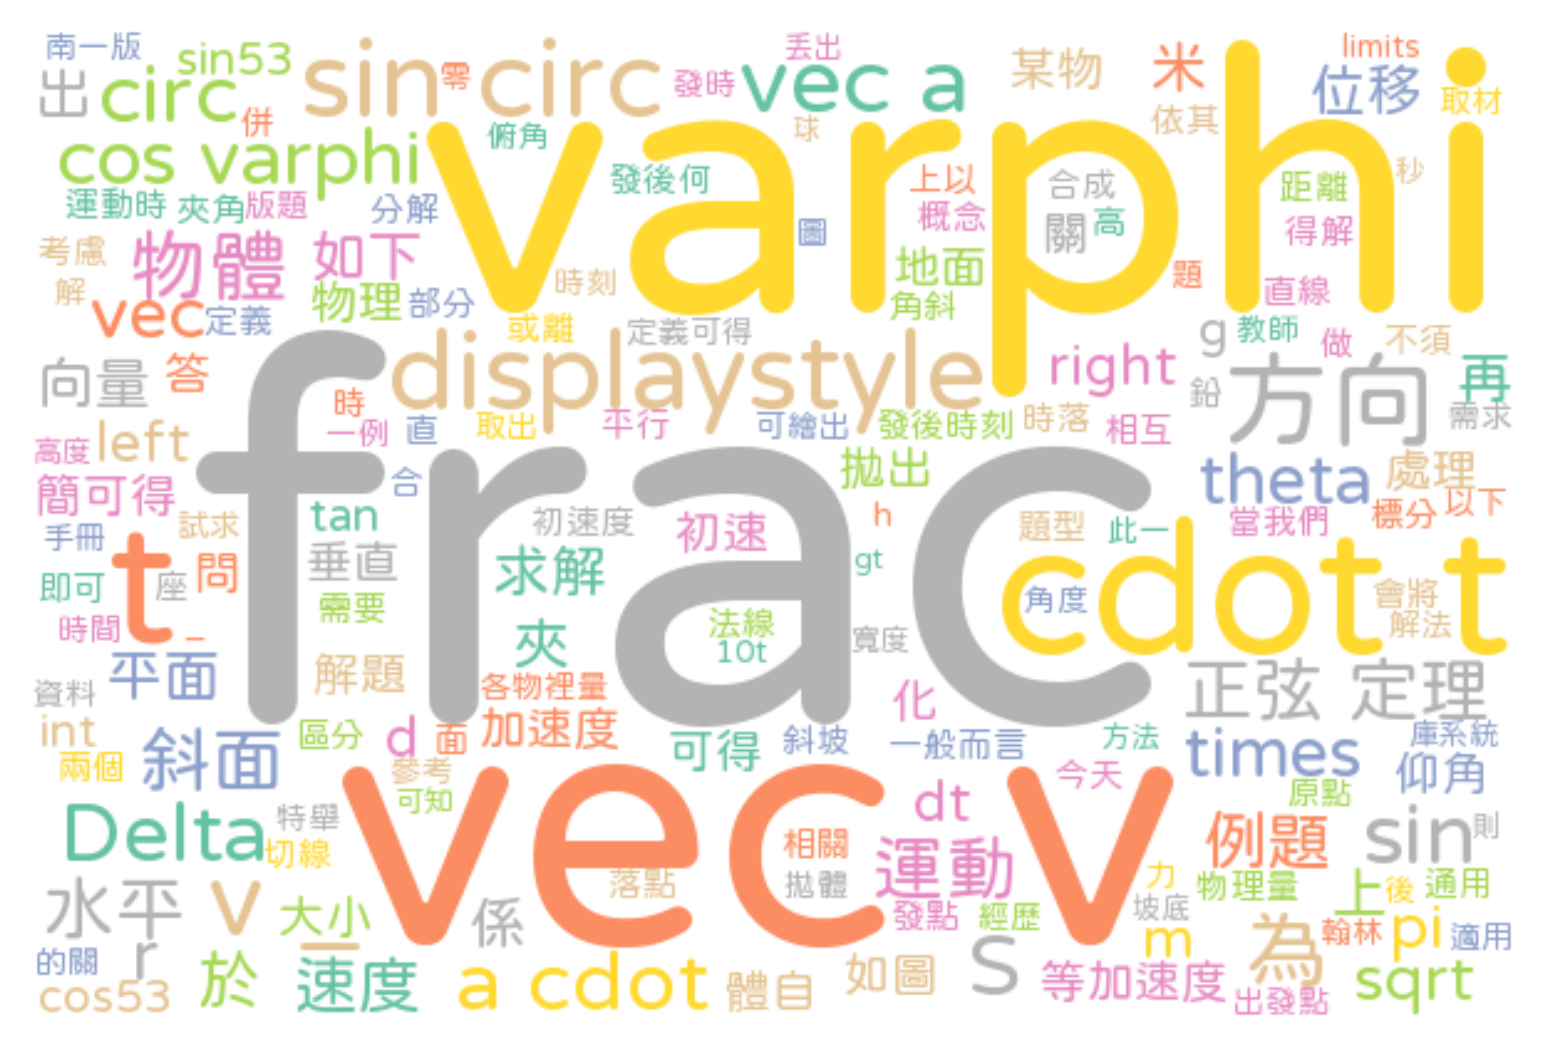 南一版 sin53 丟出 limits
出 circ sin 零 circ 發時 vec a 某物 米 位移 取材
併 俯角 球 依其
cos varphi varphi 發後何 上以 合成 距離 秒
運動時 夾角 版題 分解 圖 概念 關 高 得解
考慮 物體 如下 時刻 地面 題 直線
解 vec 定義 物理 部分 或離 定義可得 角斜 g 教師 做 不須
向量 答 displaystyle right 鉛 方向 再
時 一例 直 取出 平行 可繪出 發後時刻 時落 相互 需求
高度 left frac 合 拋出 theta 處理
簡可得 tan 初速度 初速 h 題型 此一 當我們 標分 以下
手冊 試求 垂直 求解 gt cdot t
即可 t 座 問 需要 角度 會將
時間 _ 夾 法線 10t 寬度 解法
資料 平面 解題 各物裡量 化 正弦 定理
int 區分 d 面 加速度 可得 斜坡 一般而言 方法 庫系統
兩個 斜面 參考 可知 vec v 今天 times 仰角
Delta 特舉 dt 原點
切線 相關 運動 例題 sin 則
水平 v 大小 係 落點 拋體 發點 經歷 力 坡底 物理量 上 後 通用
的關 r 於 一 m 為 翰林 pi 適用
cos53 速度 a cdot 體自 如圖 S 等加速度 出發點 sqrt